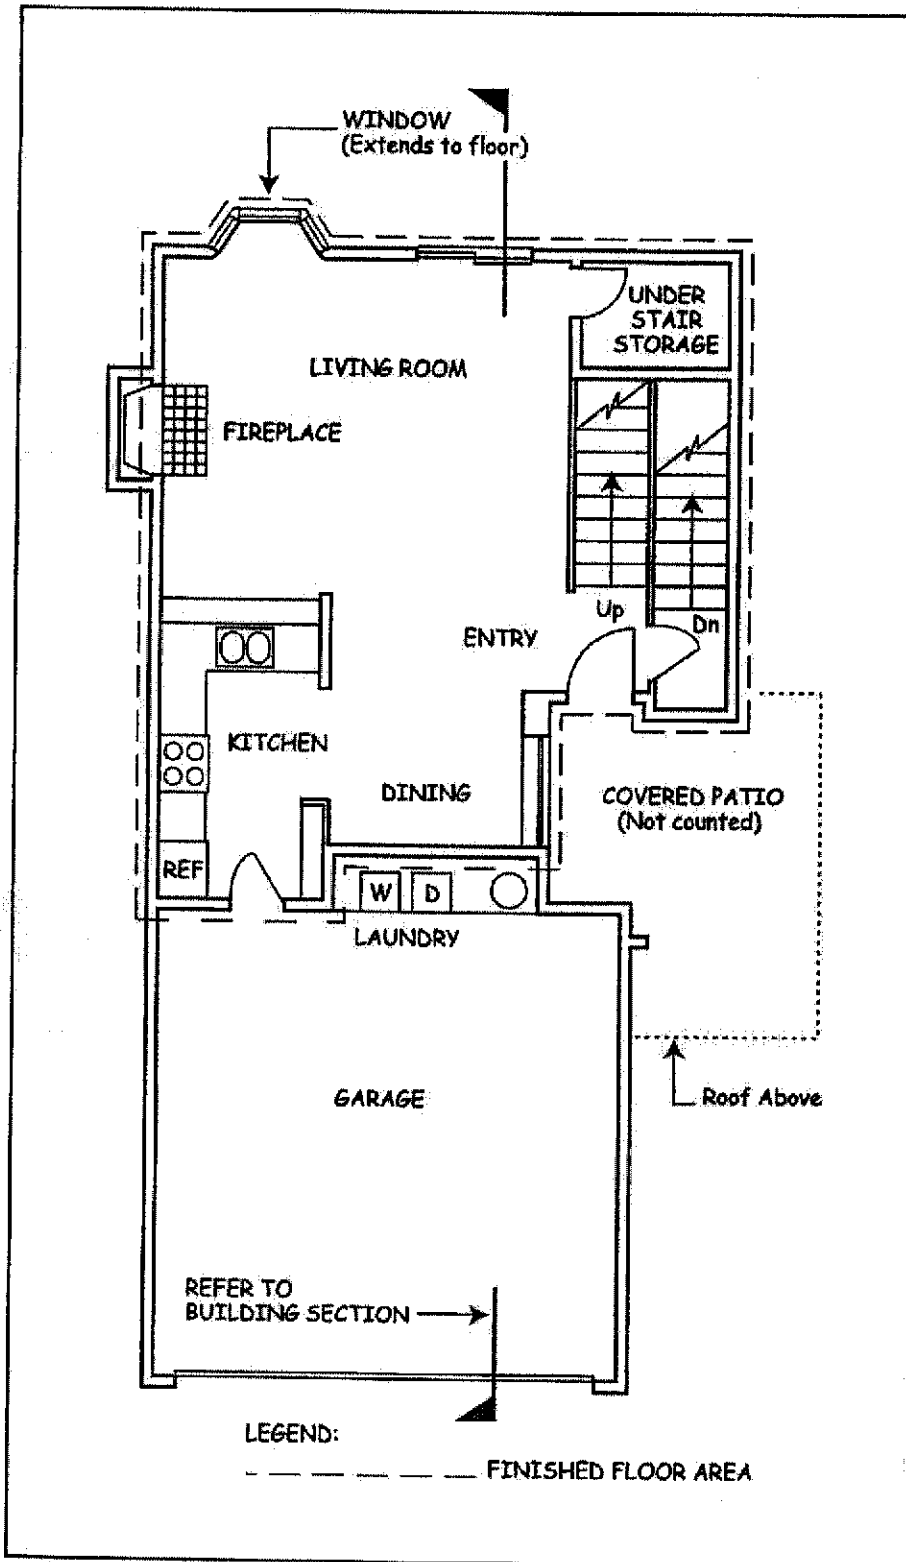 WINDOW
(Extends to floor)
UNDER
STAIR
STORAGE
LIVING ROOM
FIREPLACE
Up
Dn
ENTRY
KITCHEN
DINING
COVERED PATIO
(Not counted)
REF
W
D
LAUNDRY
GARAGE
Roof Above
REFER TO
BUILDING SECTION
LEGEND:
FINISHED FLOOR AREA